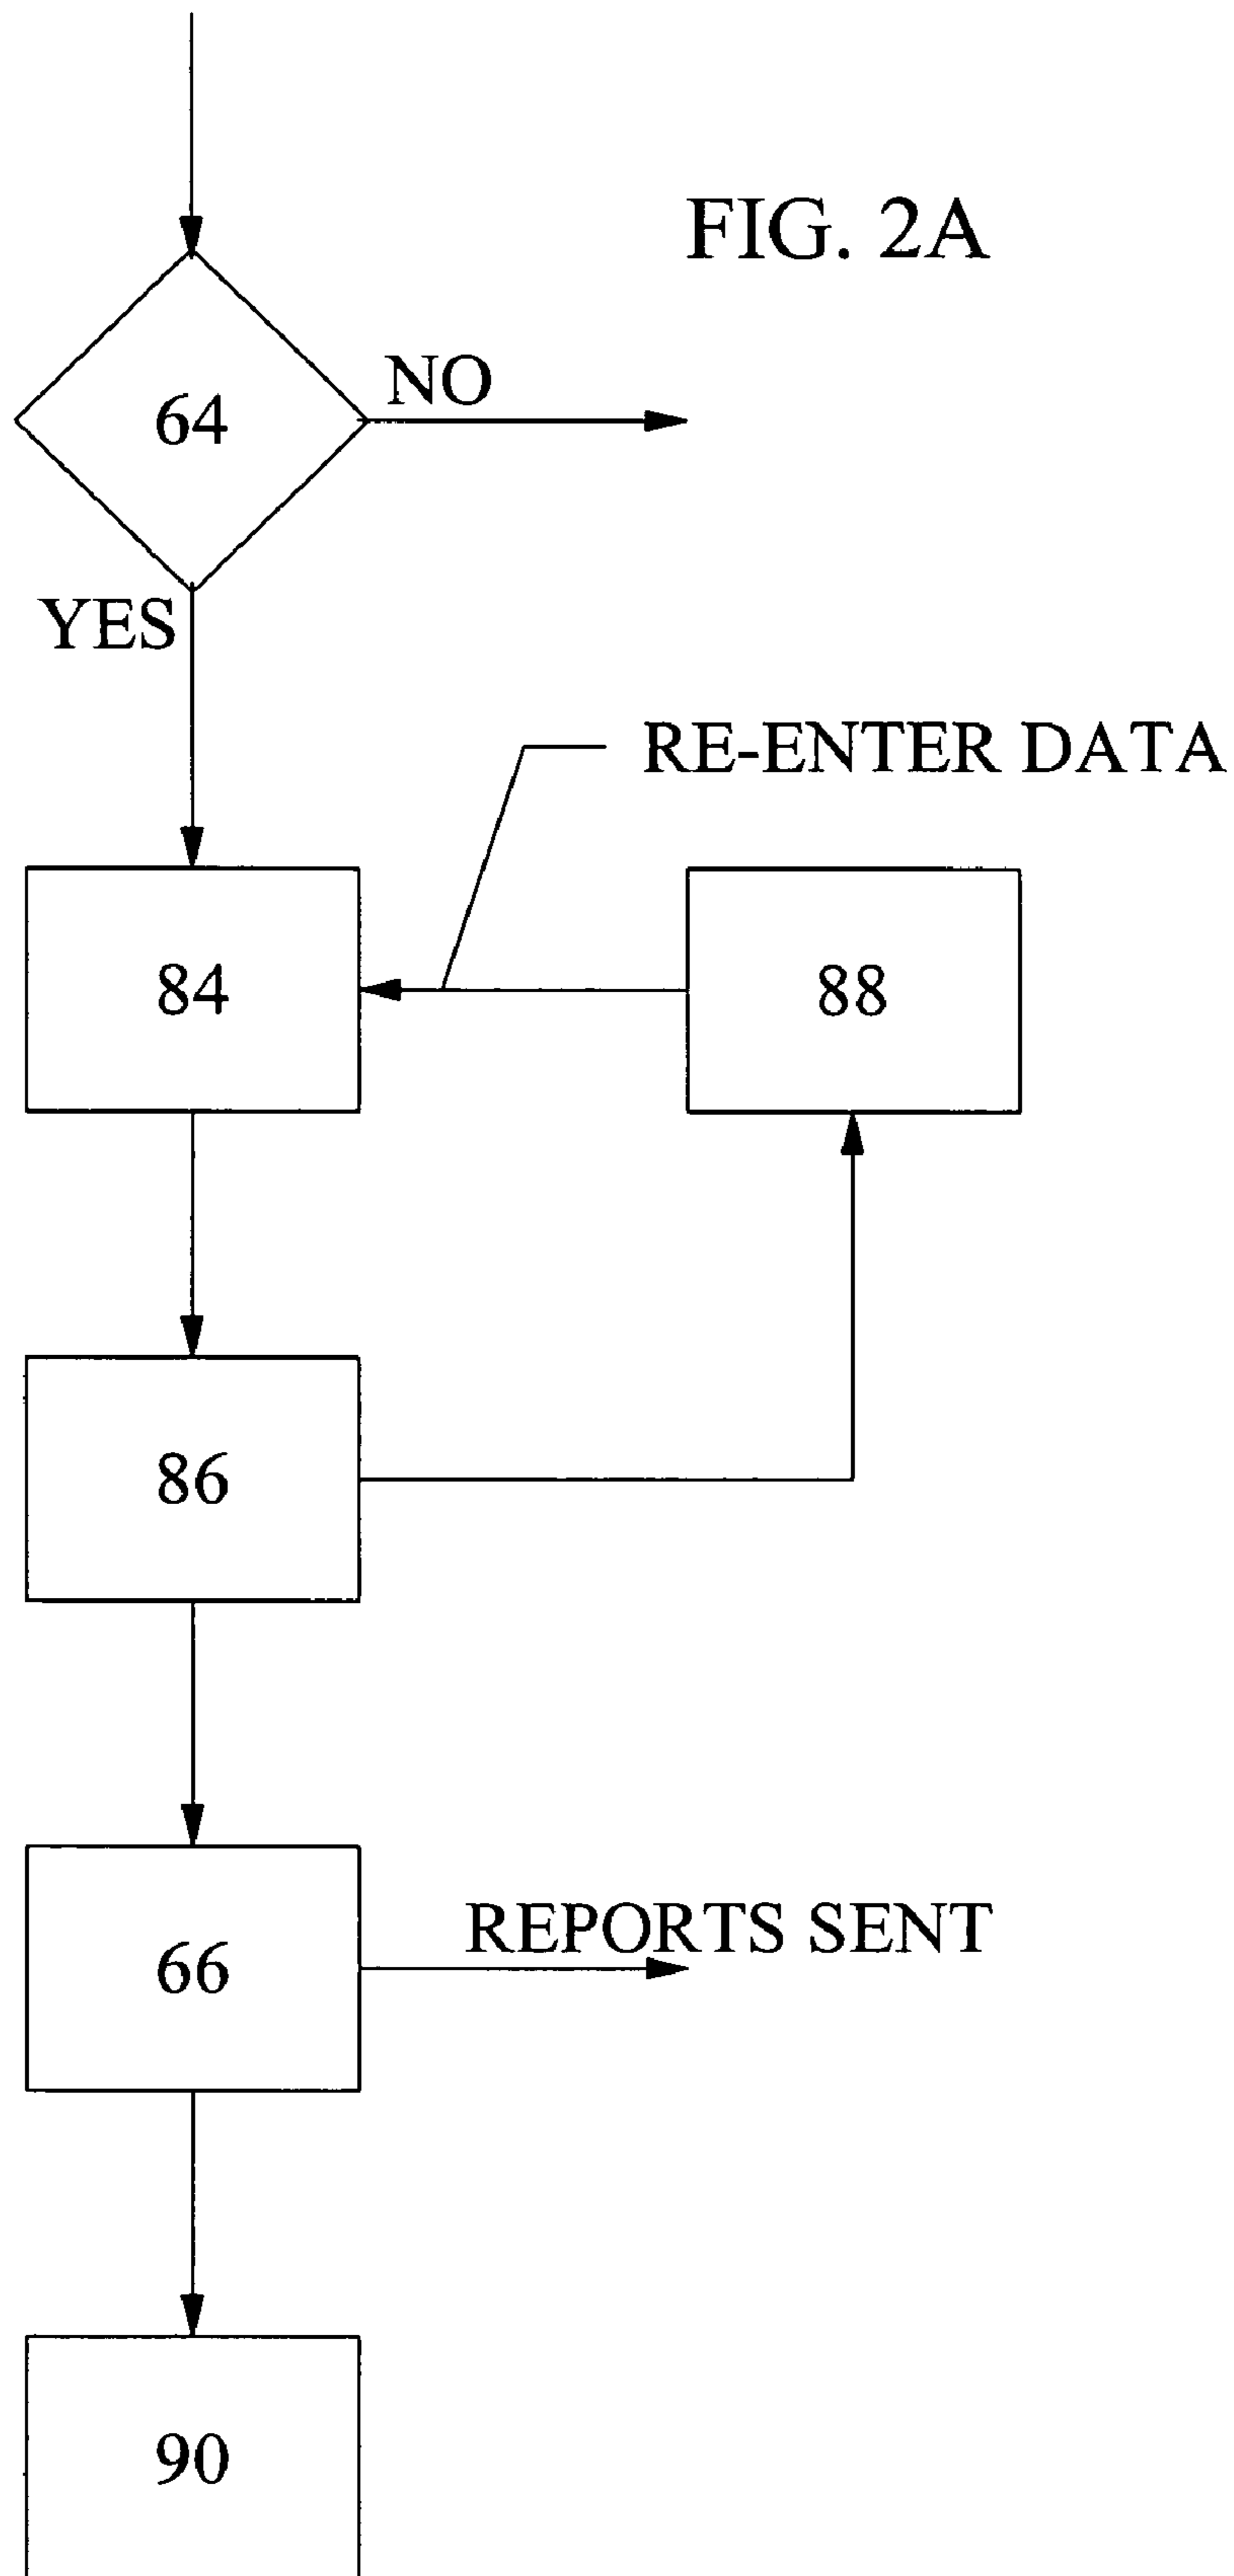 FIG. 2A
NO
64
YES
RE-ENTER DATA
84
88
86
REPORTS SENT
66
90